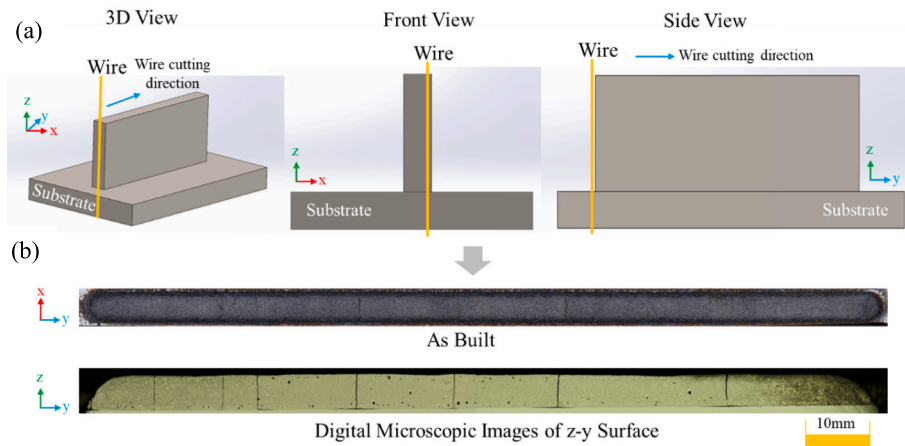 (a)
3D View
Front View
Side View
Wire
Wire cutting
direction
z
y
x
Substrate
Wire
z
x
Substrate
Wire
Wire cutting direction
z
y
Substrate
(b)
x
y
As Built
z
y
Digital Microscopic Images of z-y Surface
10mm